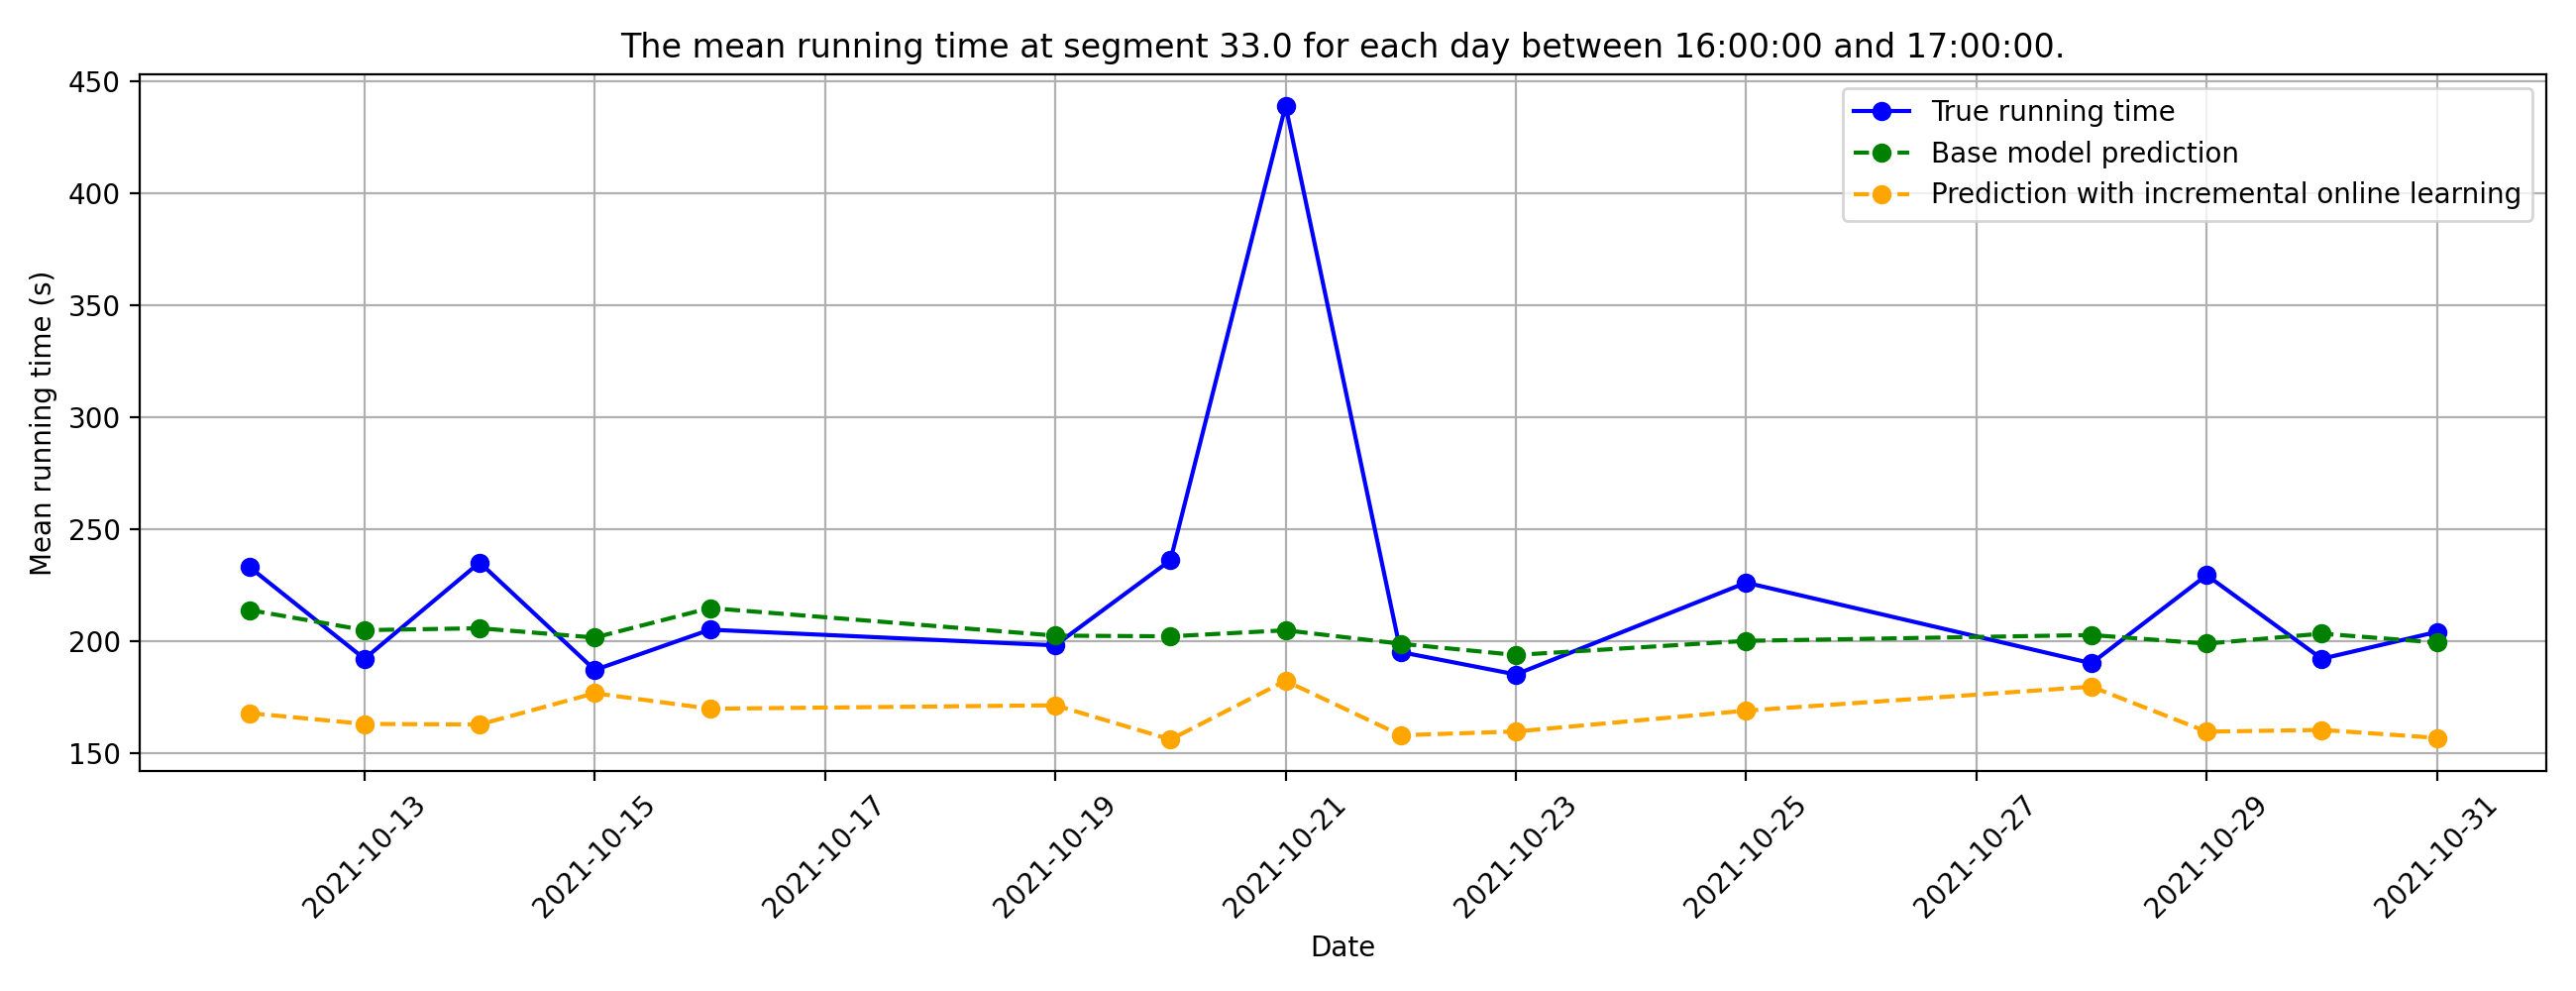 The mean running time at segment 33.0 for each day between 16:00:00 and 17:00:00.
True running time
Base model prediction
Prediction with incremental online learning
Mean running time (s)
450
400
350
300
250
200
150
2021-10-13
2021-10-15
2021-10-17
2021-10-19
2021-10-21
2021-10-23
2021-10-25
2021-10-27
2021-10-29
2021-10-31
Date